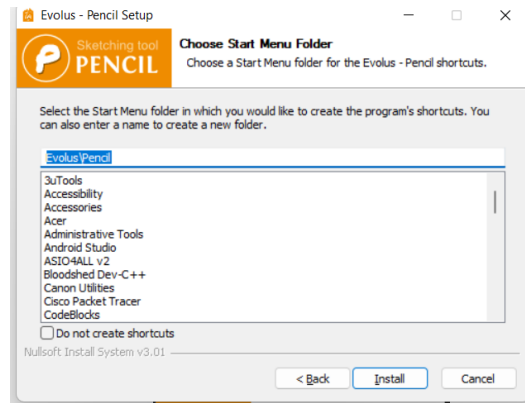 Evolus - Pencil Setup
Sketching tool
PENCIL
Choose Start Menu Folder
Choose a Start Menu folder for the Evolus - Pencil shortcuts.
Select the Start Menu folder in which you would like to create the program's shortcuts. You
can also enter a name to create a new folder.
Evolus\Pencil
3uTools
Accessibility
Accessories
Acer
Administrative Tools
Android Studio
ASIO4ALL v2
Bloodshed Dev-C++
Canon Utilities
Cisco Packet Tracer
CodeBlocks
Do not create shortcuts
Nullsoft Install System v3.01
< Back
Install
Cancel